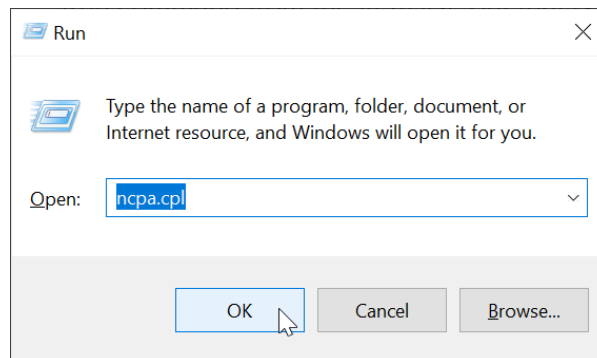 Run
Type the name of a program, folder, document, or
Internet resource, and Windows will open it for you.
Open: ncpa.cpl
OK Cancel Browse...